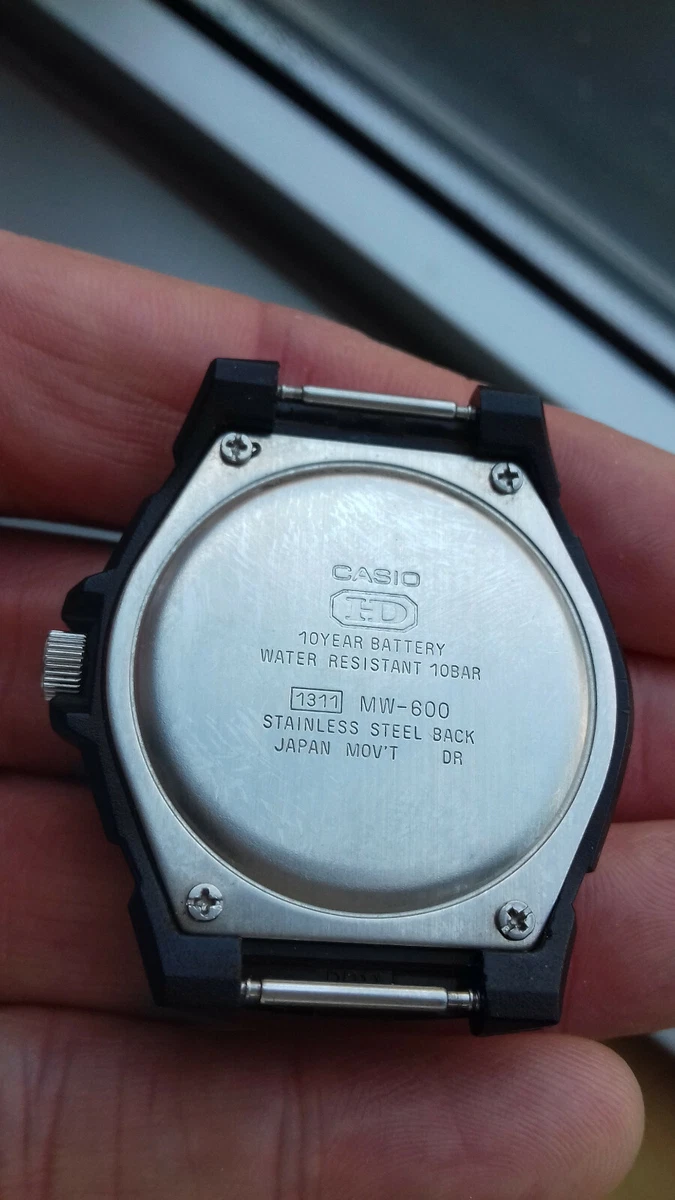 CASIO
HD
10YEAR BATTERY
WATER RESISTANT 10BAR
1311 MW-600
STAINLESS STEEL BACK
JAPAN MOV'T DR